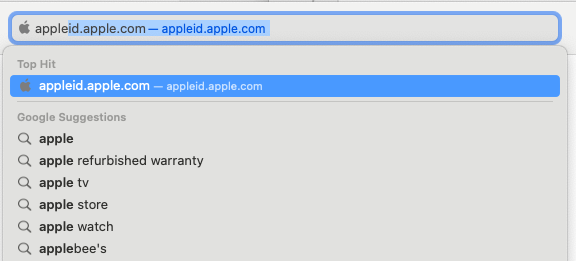 appleid.apple.com — appleid.apple.com
Top Hit
appleid.apple.com — appleid.apple.com
Google Suggestions
apple
apple refurbished warranty
apple tv
apple store
apple watch
applebee's